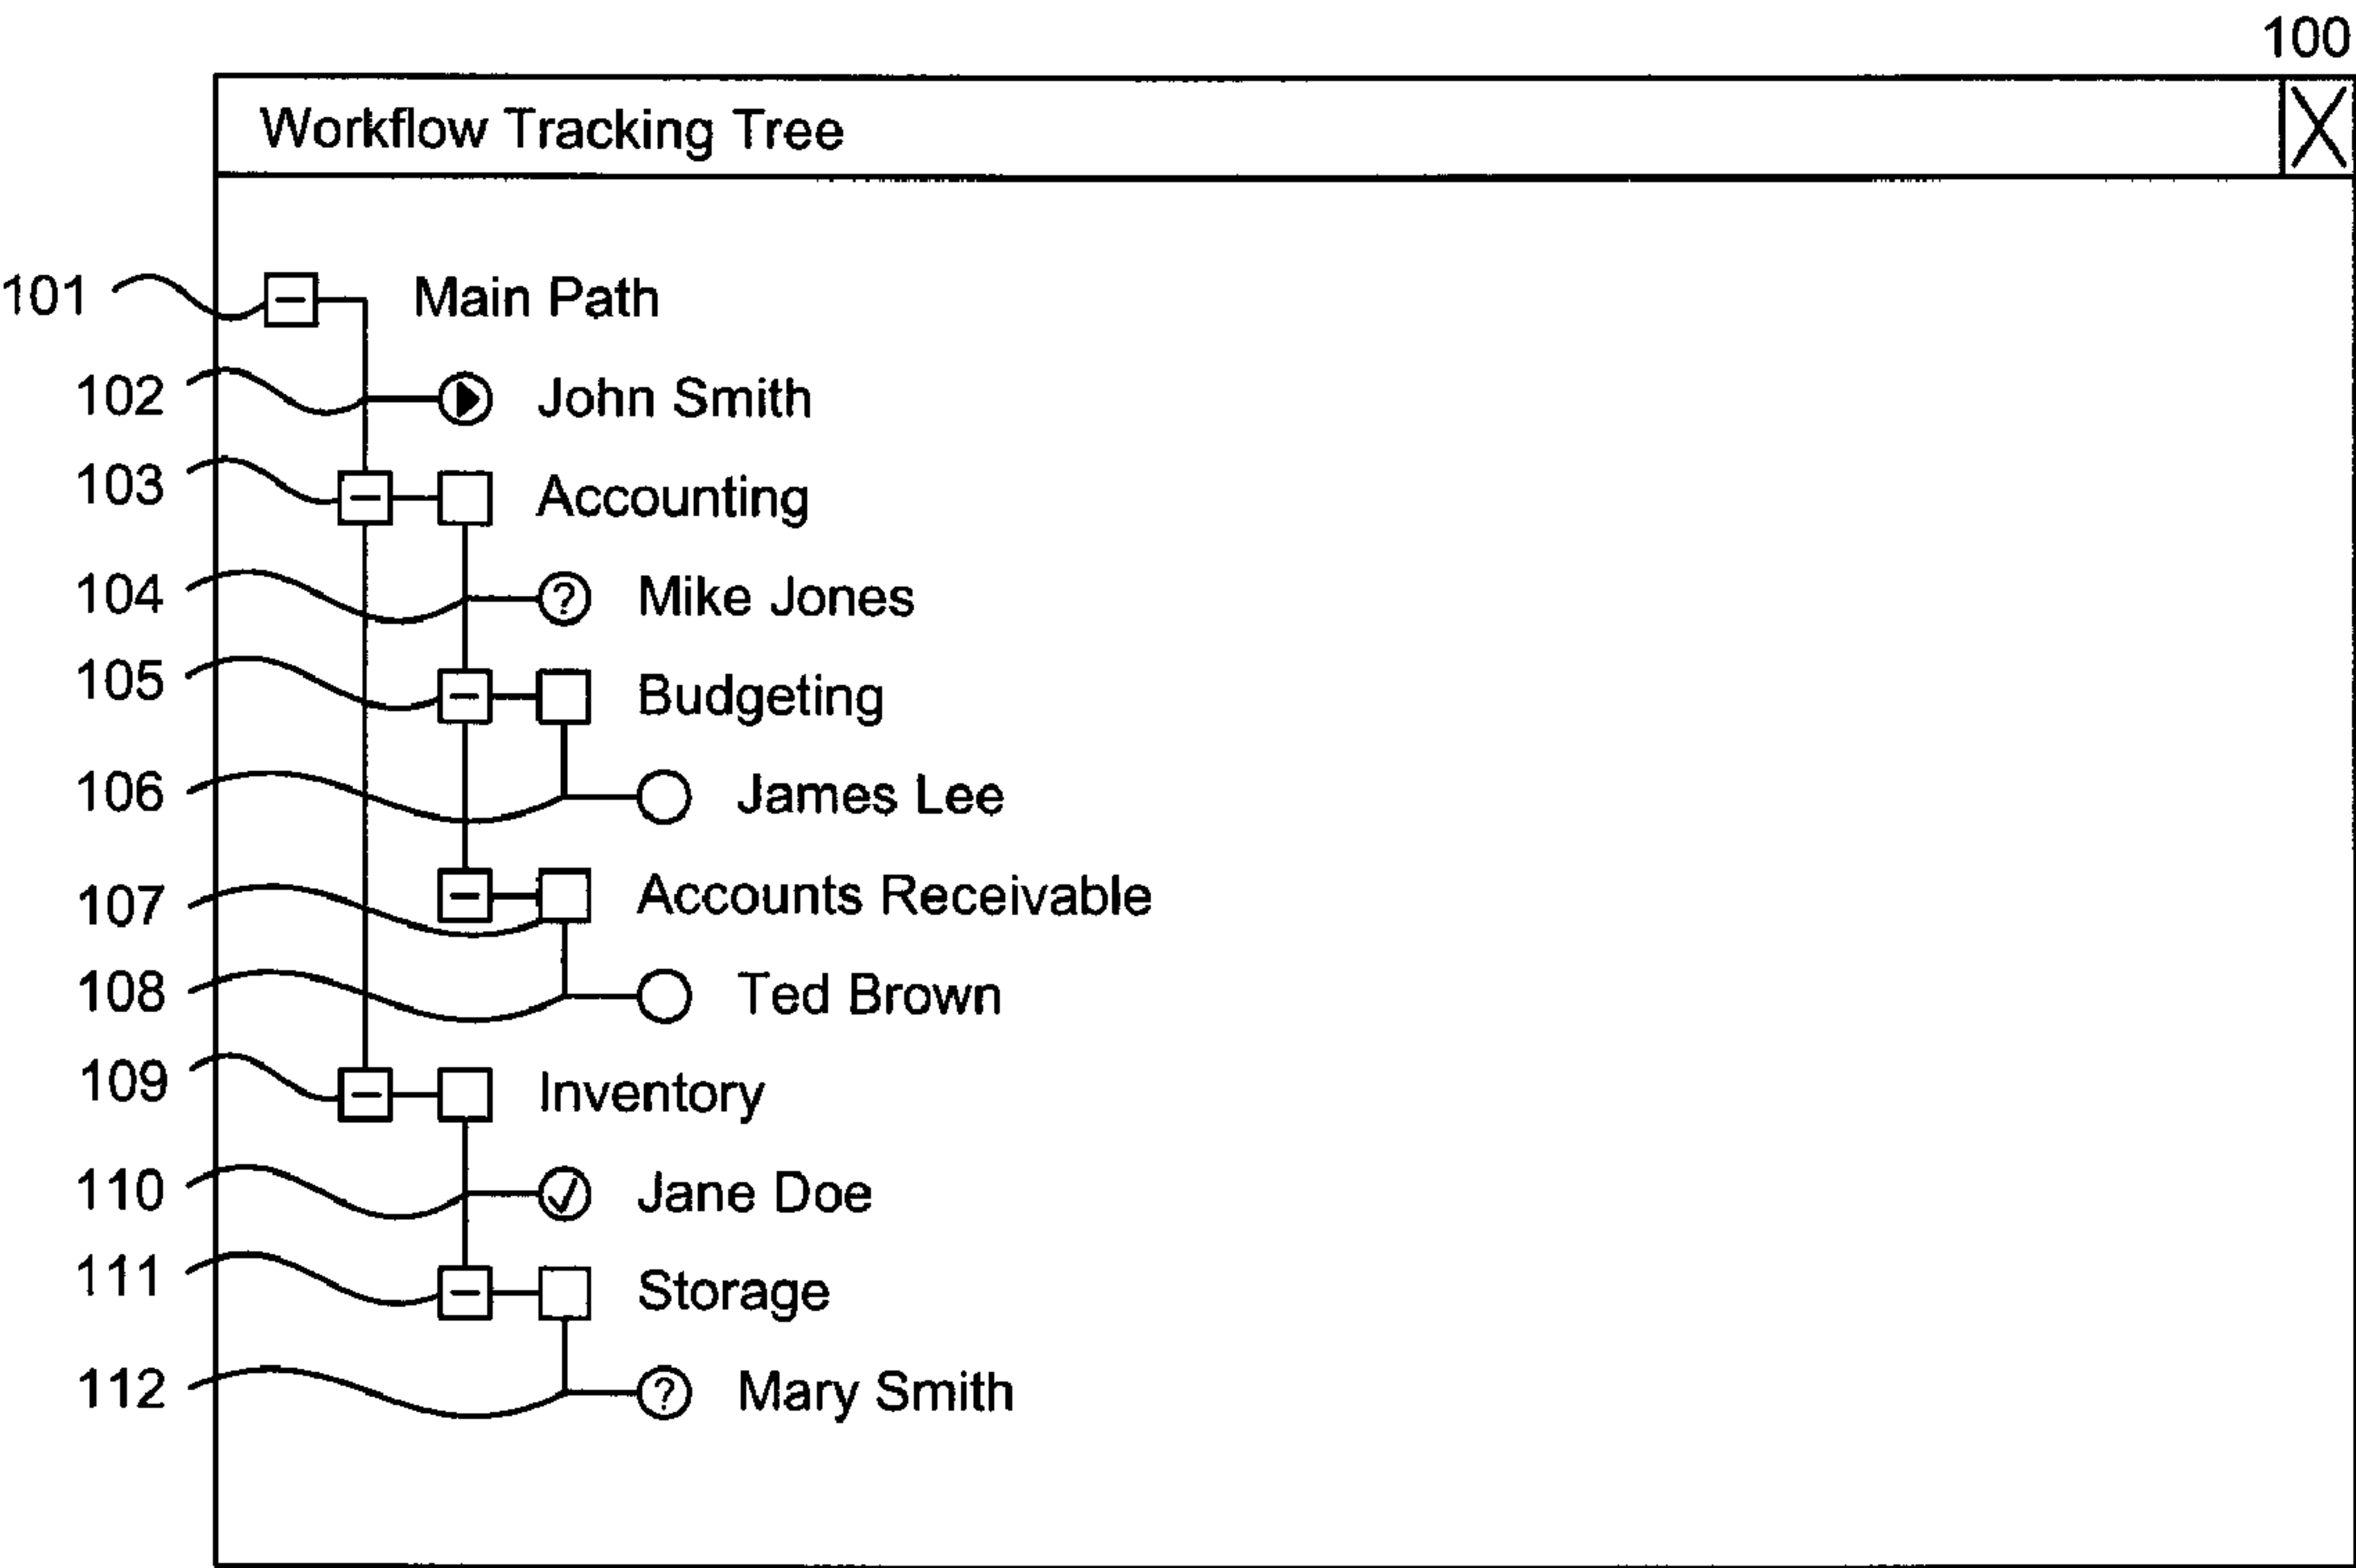 100
Workflow Tracking Tree X
101 Main Path
102 John Smith
103 Accounting
104 ? Mike Jones
105 Budgeting
106 James Lee
107 Accounts Receivable
108 Ted Brown
109 Inventory
110 Jane Doe
111 Storage
112 ? Mary Smith